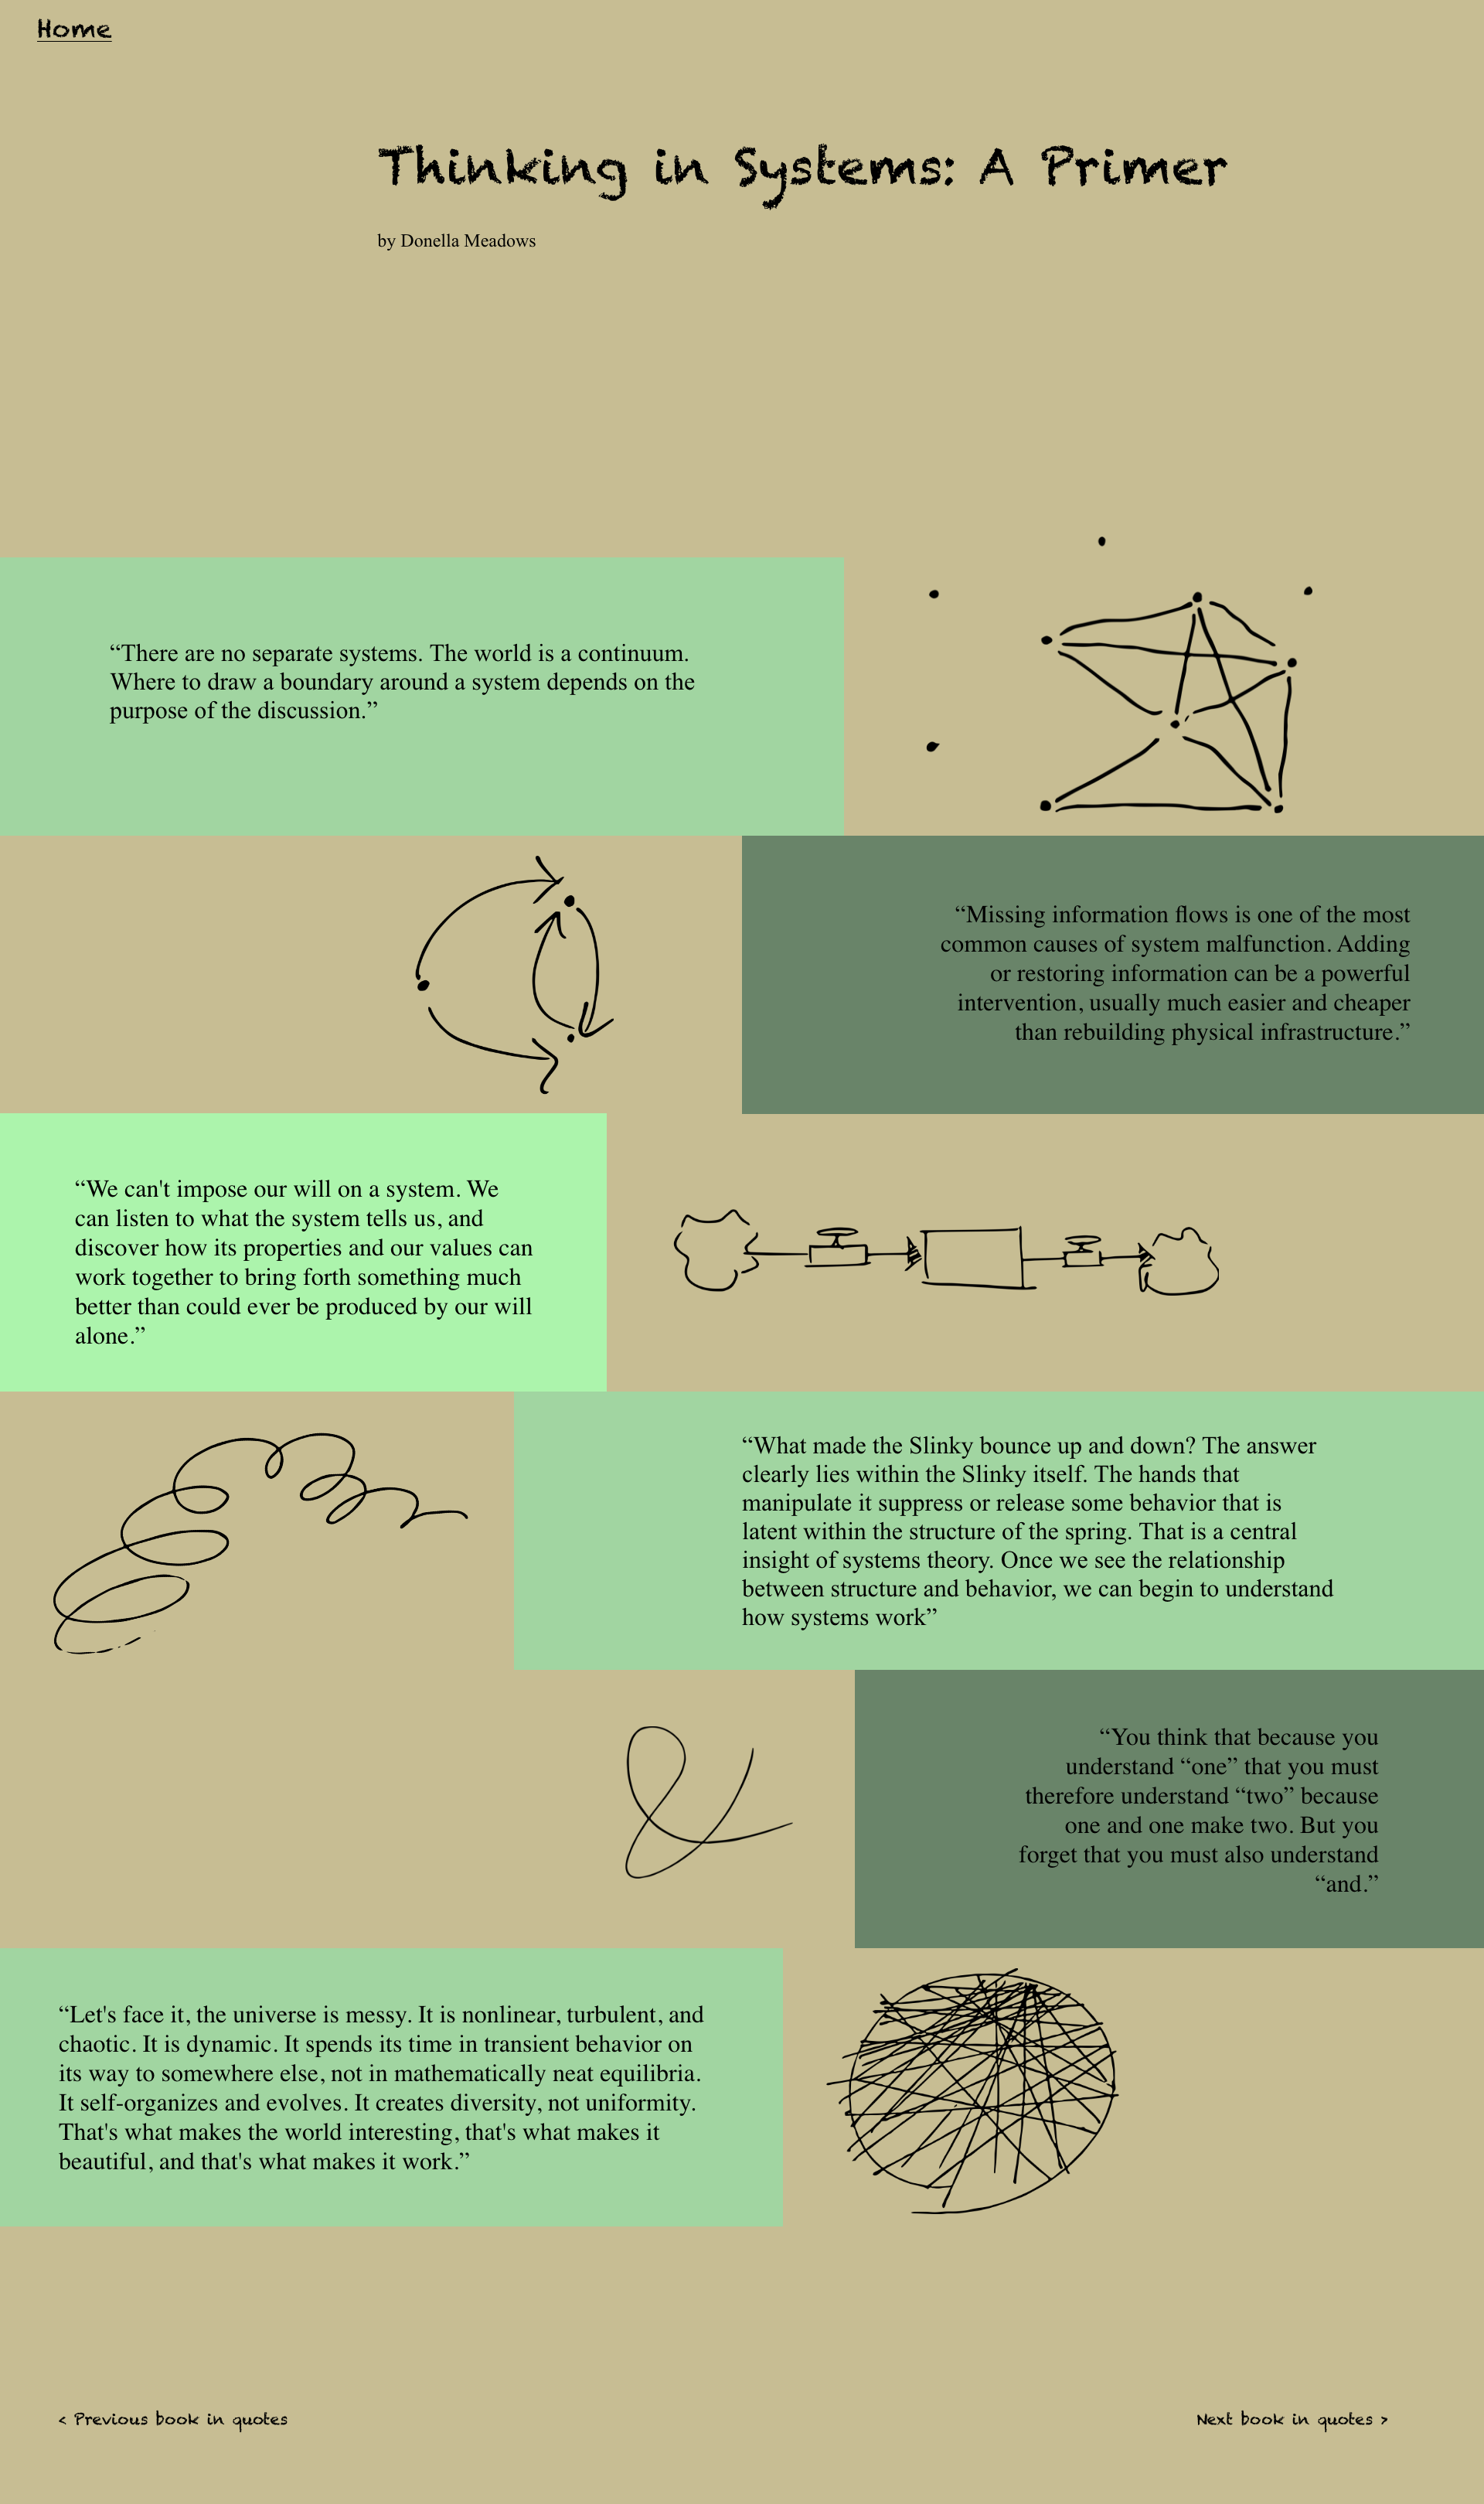 Home
Thinking in Systems: A Primer
by Donella Meadows
“There are no separate systems. The world is a continuum.
Where to draw a boundary around a system depends on the
purpose of the discussion.”
“Missing information flows is one of the most
common causes of system malfunction. Adding
or restoring information can be a powerful
intervention, usually much easier and cheaper
than rebuilding physical infrastructure.”
“We can't impose our will on a system. We
can listen to what the system tells us, and
discover how its properties and our values can
work together to bring forth something much
better than could ever be produced by our will
alone.”
“What made the Slinky bounce up and down? The answer
clearly lies within the Slinky itself. The hands that
manipulate it suppress or release some behavior that is
latent within the structure of the spring. That is a central
insight of systems theory. Once we see the relationship
between structure and behavior, we can begin to understand
how systems work”
“You think that because you
understand “one” that you must
therefore understand “two” because
one and one make two. But you
forget that you must also understand
“and.”
“Let's face it, the universe is messy. It is nonlinear, turbulent, and
chaotic. It is dynamic. It spends its time in transient behavior on
its way to somewhere else, not in mathematically neat equilibria.
It self-organizes and evolves. It creates diversity, not uniformity.
That's what makes the world interesting, that's what makes it
beautiful, and that's what makes it work.”
< Previous book in quotes
Next book in quotes >